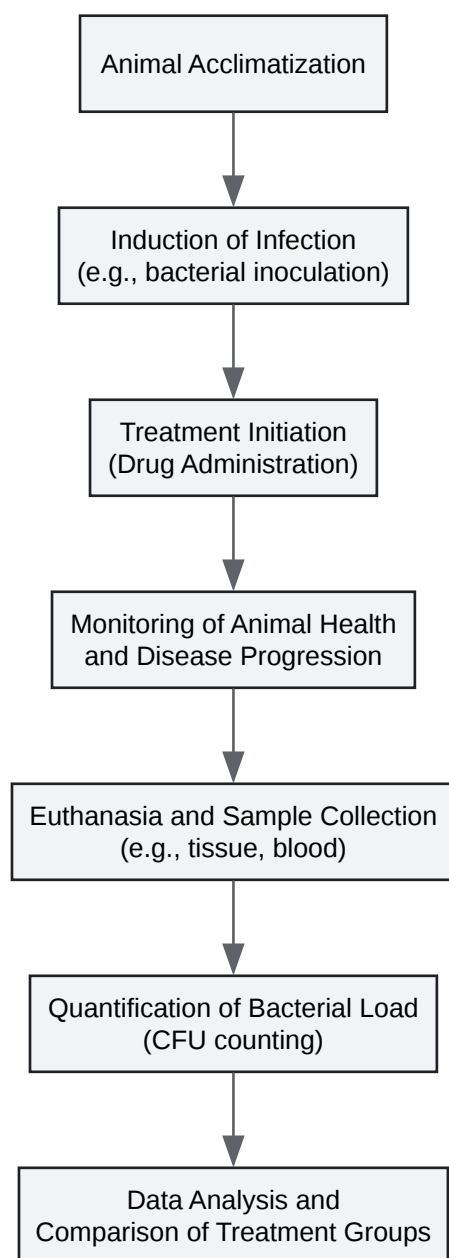 Animal Acclimatization
Induction of Infection
(e.g., bacterial inoculation)
Treatment Initiation
(Drug Administration)
Monitoring of Animal Health
and Disease Progression
Euthanasia and Sample Collection
(e.g., tissue, blood)
Quantification of Bacterial Load
(CFU counting)
Data Analysis and
Comparison of Treatment Groups